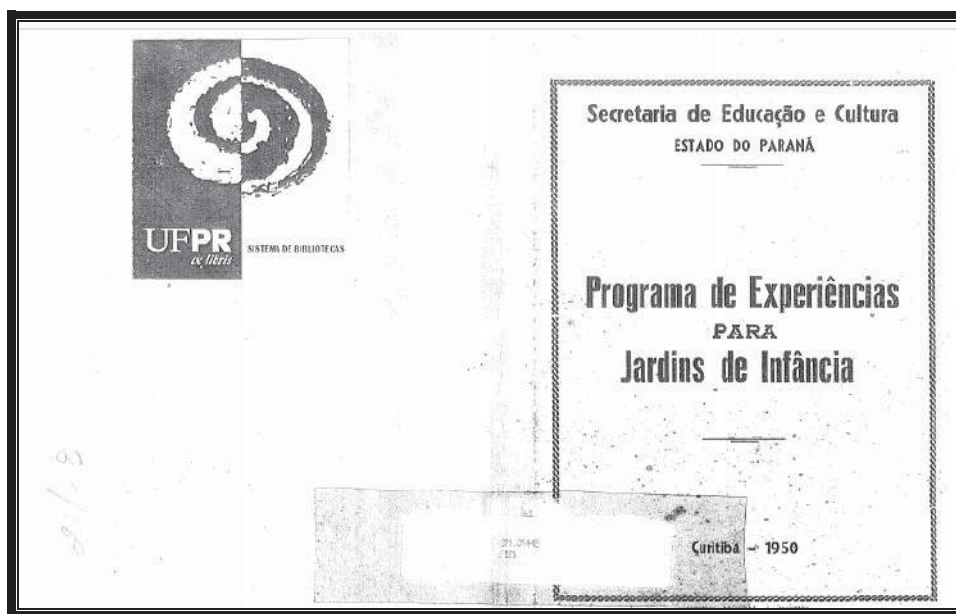 UFPR
ex libris
SISTEMA DE BIBLIOTECAS
Secretaria de Educação e Cultura
ESTADO DO PARANÁ
Programa de Experiências
PARA
Jardins de Infância
Curitiba - 1950